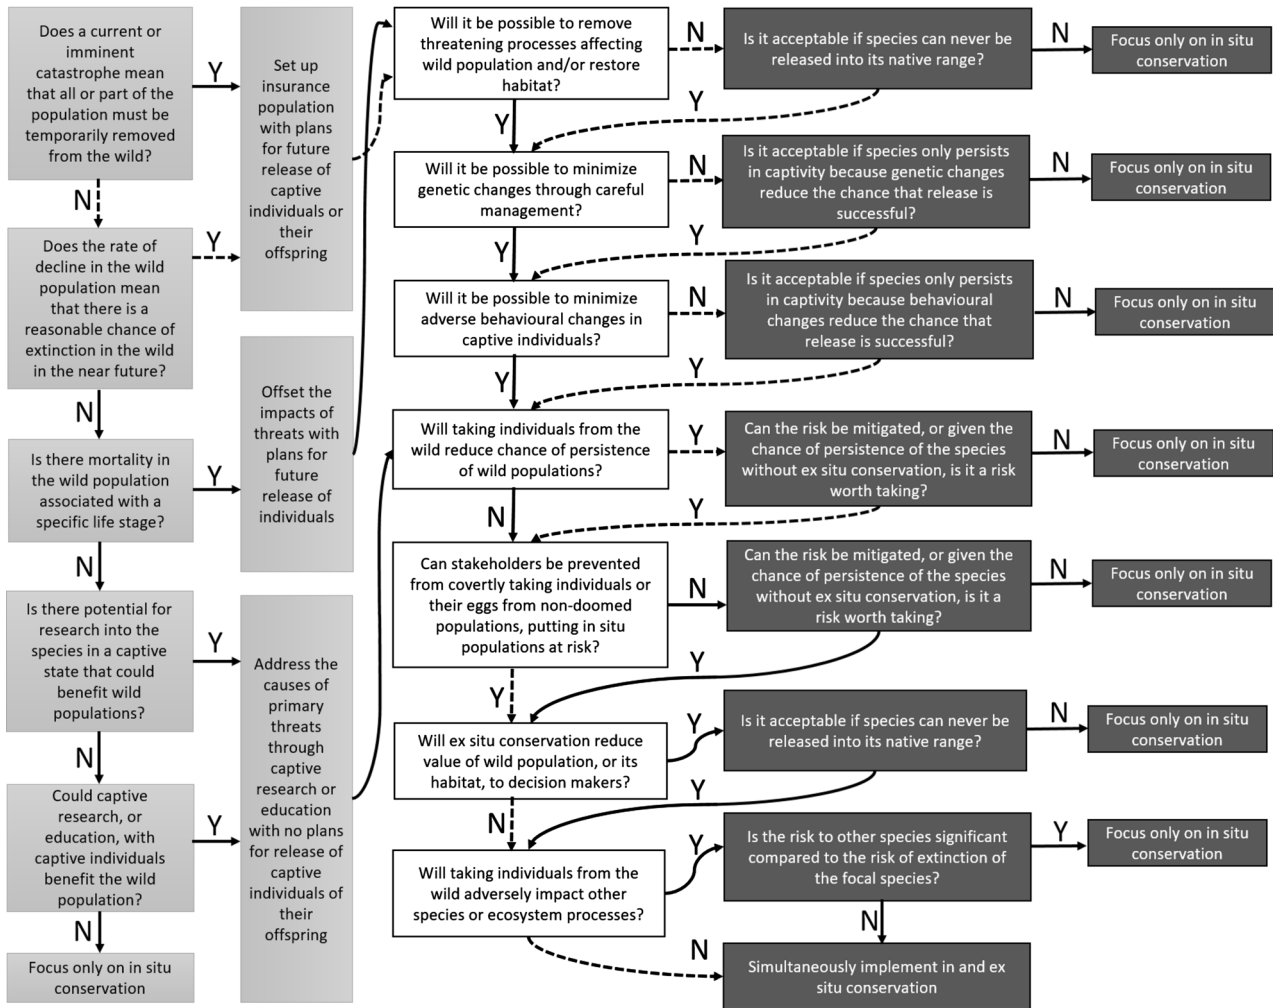 Does a current or
imminent
catastrophe mean
that all or part of the
population must be
temporarily removed
from the wild?
Y
N
Does the rate of
decline in the wild
population mean
that there is a
reasonable chance of
extinction in the wild
in the near future?
Y
N
Is there mortality in
the wild population
associated with a
specific life stage?
Y
N
Is there potential for
research into the
species in a captive
state that could
benefit wild
populations?
Y
N
Could captive
research, or
education, with
captive individuals
benefit the wild
population?
Y
N
Focus only on in situ
conservation
Set up
insurance
population
with plans
for future
release of
captive
individuals or
their
offspring
Offset the
impacts of
threats with
plans for
future
release of
individuals
Address the
causes of
primary
threats
through
captive
research or
education
with no plans
for release of
captive
individuals of
their
offspring
Will it be possible to remove
threatening processes affecting
wild population and/or restore
habitat?
N
Is it acceptable if species can never be
released into its native range?
N
Focus only on in situ
conservation
Y
Y
Will it be possible to minimize
genetic changes through careful
management?
N
Is it acceptable if species only persists
in captivity because genetic changes
reduce the chance that release is
successful?
N
Focus only on in situ
conservation
Y
Y
Will it be possible to minimize
adverse behavioural changes in
captive individuals?
N
Is it acceptable if species only persists
in captivity because behavioural
changes reduce the chance that
release is successful?
N
Focus only on in situ
conservation
Y
Y
Will taking individuals from the
wild reduce chance of persistence
of wild populations?
Y
Can the risk be mitigated, or given the
chance of persistence of the species
without ex situ conservation, is it a risk
worth taking?
N
Focus only on in situ
conservation
N
Y
Can stakeholders be prevented
from covertly taking individuals or
their eggs from non-doomed
populations, putting in situ
populations at risk?
N
Can the risk be mitigated, or given the
chance of persistence of the species
without ex situ conservation, is it a
risk worth taking?
N
Focus only on in situ
conservation
Y
Y
Will ex situ conservation reduce
value of wild population, or its
habitat, to decision makers?
Y
Is it acceptable if species can never be
released into its native range?
N
Focus only on in situ
conservation
N
Y
Will taking individuals from the
wild adversely impact other
species or ecosystem processes?
Y
Is the risk to other species significant
compared to the risk of extinction of
the focal species?
Y
Focus only on in situ
conservation
N
N
Simultaneously implement in and ex
situ conservation